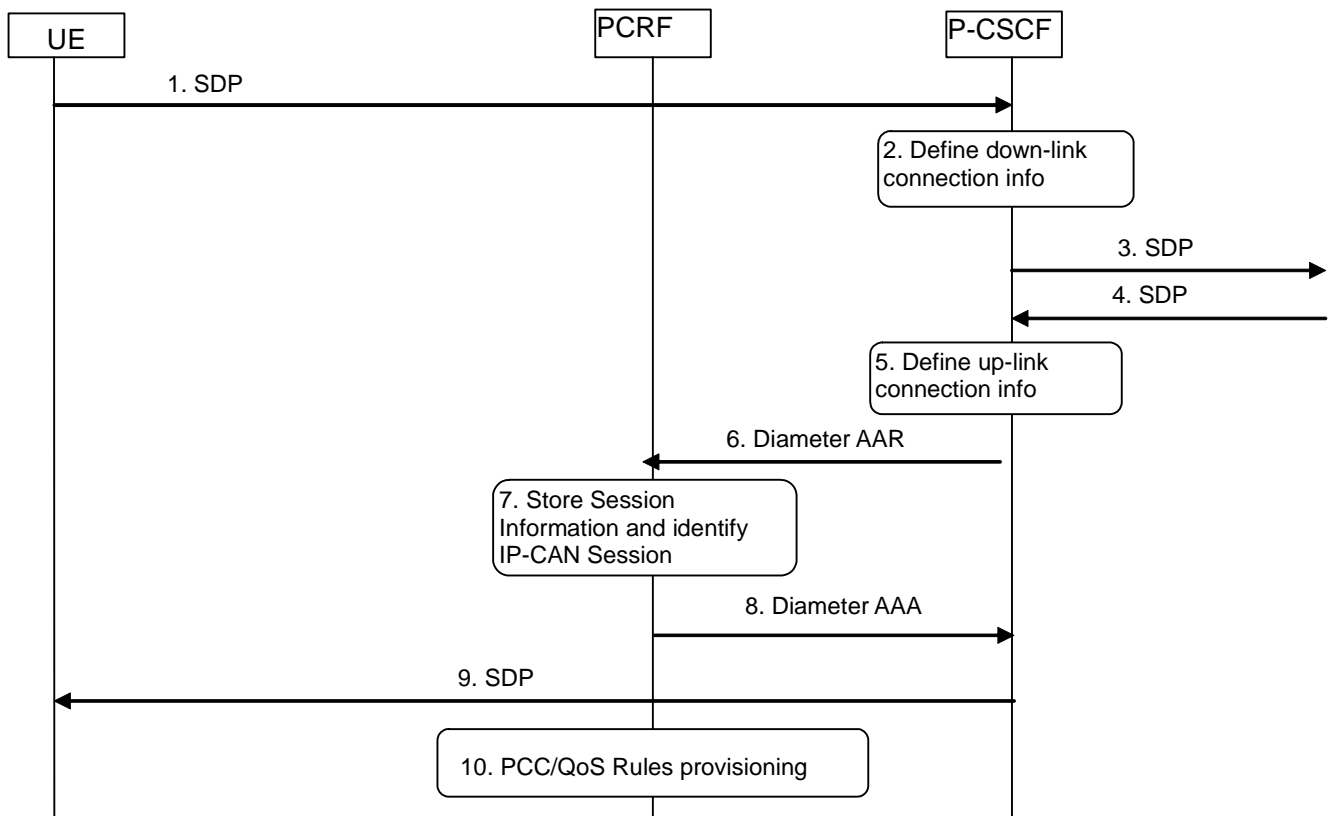 UE
PCRF
P-CSCF
1. SDP
2. Define down-link
connection info
3. SDP
4. SDP
5. Define up-link
connection info
6. Diameter AAR
7. Store Session
Information and identify
IP-CAN Session
8. Diameter AAA
9. SDP
10. PCC/QoS Rules provisioning